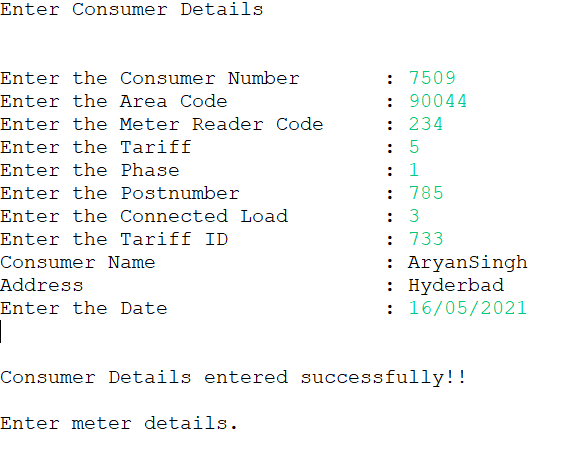 Enter Consumer Details
Enter the Consumer Number : 7509
Enter the Area Code : 90044
Enter the Meter Reader Code : 234
Enter the Tariff : 5
Enter the Phase : 1
Enter the Postnumber : 785
Enter the Connected Load : 3
Enter the Tariff ID : 733
Consumer Name : AryanSingh
Address : Hyderbad
Enter the Date : 16/05/2021
Consumer Details entered successfully!!
Enter meter details.